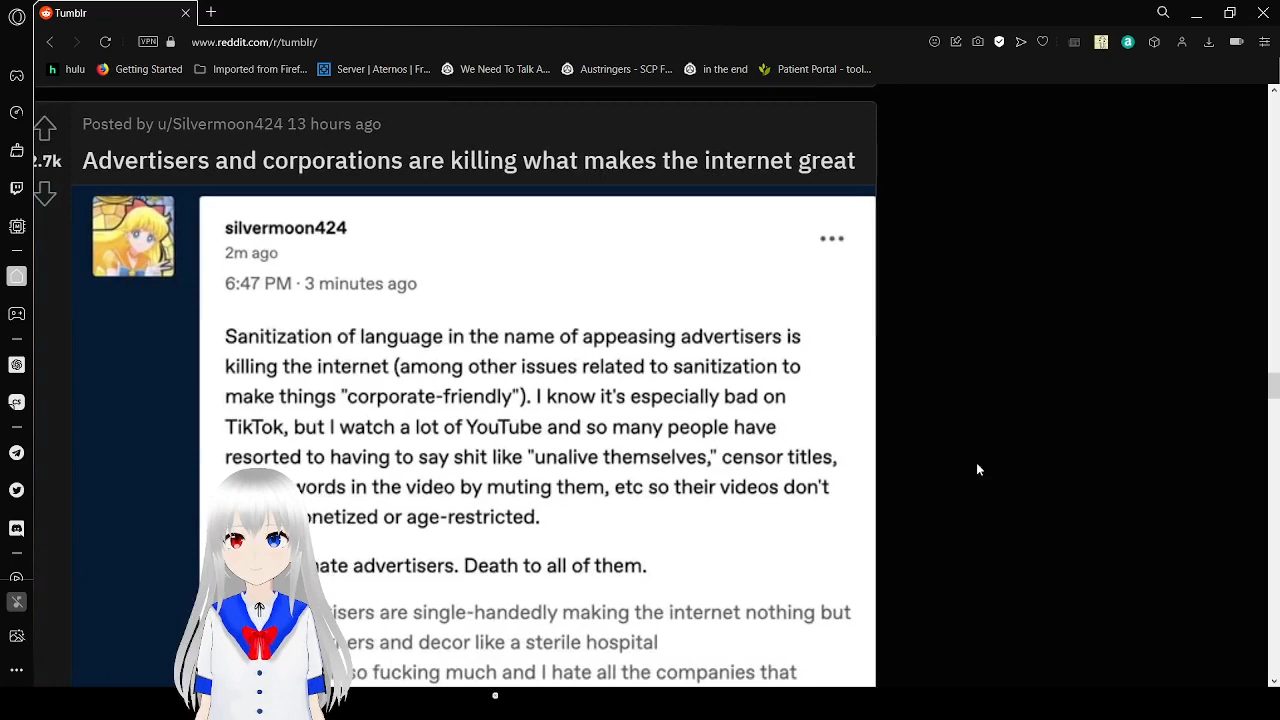 Tumblr
www.reddit.com/r/tumblr/
VPN
hulu
Getting Started
Imported from Firef...
Server | Aternos | Fr...
We Need To Talk A...
Austringers - SCP F...
in the end
Patient Portal - tool...
Posted by u/Silvermoon424 13 hours ago
2.7k
Advertisers and corporations are killing what makes the internet great
silvermoon424
2m ago
6:47 PM · 3 minutes ago
Sanitization of language in the name of appeasing advertisers is
killing the internet (among other issues related to sanitization to
make things "corporate-friendly"). I know it's especially bad on
TikTok, but I watch a lot of YouTube and so many people have
resorted to having to say shit like "unalive themselves," censor titles,
words in the video by muting them, etc so their videos don't
or age-restricted.
advertisers. Death to all of them.
are single-handedly making the internet nothing but
and decor like a sterile hospital
so fucking much and I hate all the companies that